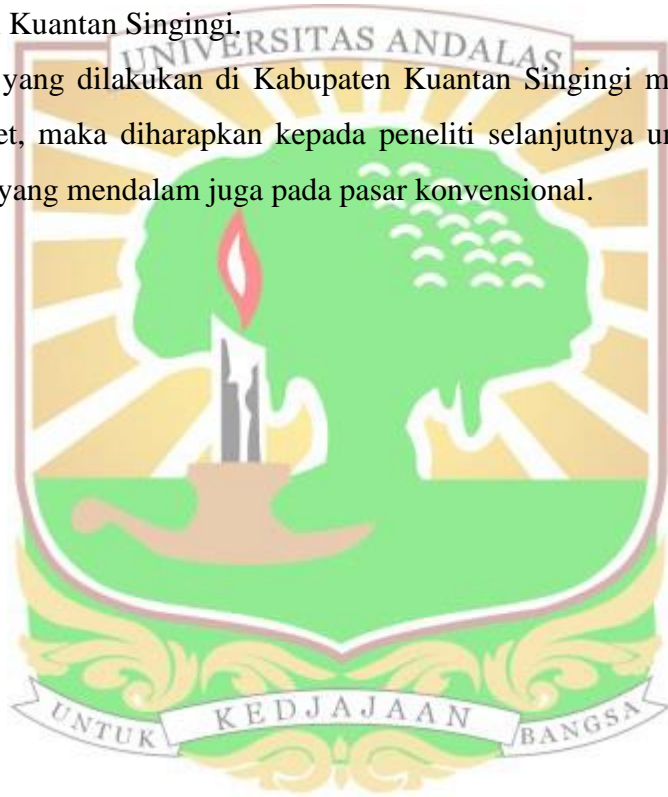 Kuantan Singingi.
UNIVERSITAS ANDALAS
yang dilakukan di Kabupaten Kuantan Singingi m
et, maka diharapkan kepada peneliti selanjutnya un
yang mendalam juga pada pasar konvensional.
UNTUK KEDJAJAAN BANGSA